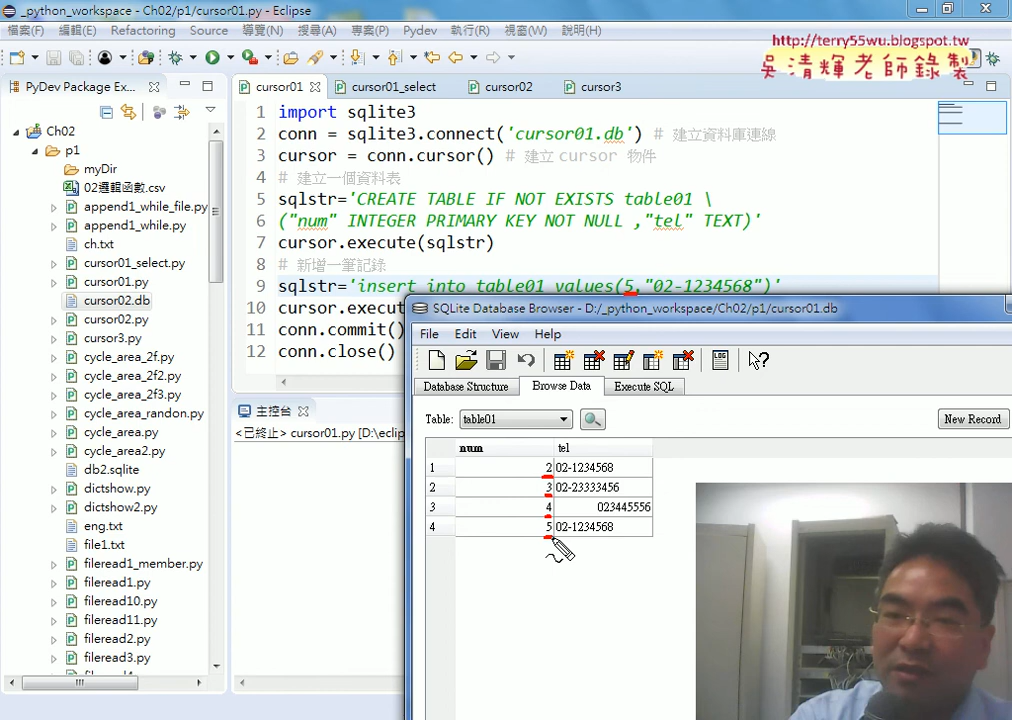 _python_workspace - Ch02/p1/cursor01.py - Eclipse
檔案(F) 編輯(E) Refactoring Source 導覽(N) 搜尋(A) 專案(P) Pydev 執行(R) 視窗(W) 說明(H)
http://terry55wu.blogspot.tw
吳清輝老師錄製
PyDev Package Ex...
cursor01
cursor01_select
cursor02
cursor3
Ch02
p1
myDir
02邏輯函數.csv
append1_while_file.py
append1_while.py
ch.txt
cursor01_select.py
cursor01.py
cursor02.db
cursor02.py
cursor3.py
cycle_area_2f.py
cycle_area_2f2.py
cycle_area_2f3.py
cycle_area_randon.py
cycle_area.py
cycle_area2.py
db2.sqlite
dictshow.py
dictshow2.py
eng.txt
file1.txt
fileread1_member.py
fileread1.py
fileread10.py
fileread11.py
fileread2.py
fileread3.py
1 import sqlite3
2 conn = sqlite3.connect('cursor01.db') # 建立資料庫連線
3 cursor = conn.cursor() # 建立 cursor 物件
4 # 建立一個資料表
5 sqlstr='CREATE TABLE IF NOT EXISTS table01 \
6 ("num" INTEGER PRIMARY KEY NOT NULL ,"tel" TEXT)'
7 cursor.execute(sqlstr)
8 # 新增一筆記錄
9 sqlstr='insert into table01 values(5,"02-1234568")'
10 cursor.execut
11 conn.commit()
12 conn.close()
主控台
<已終止> cursor01.py [D:\eclip
SQLite Database Browser - D:/_python_workspace/Ch02/p1/cursor01.db
File Edit View Help
LOG
Database Structure Browse Data Execute SQL
Table: table01 New Record
num tel
1 2 02-1234568
2 3 02-23333456
3 4 023445556
4 5 02-1234568